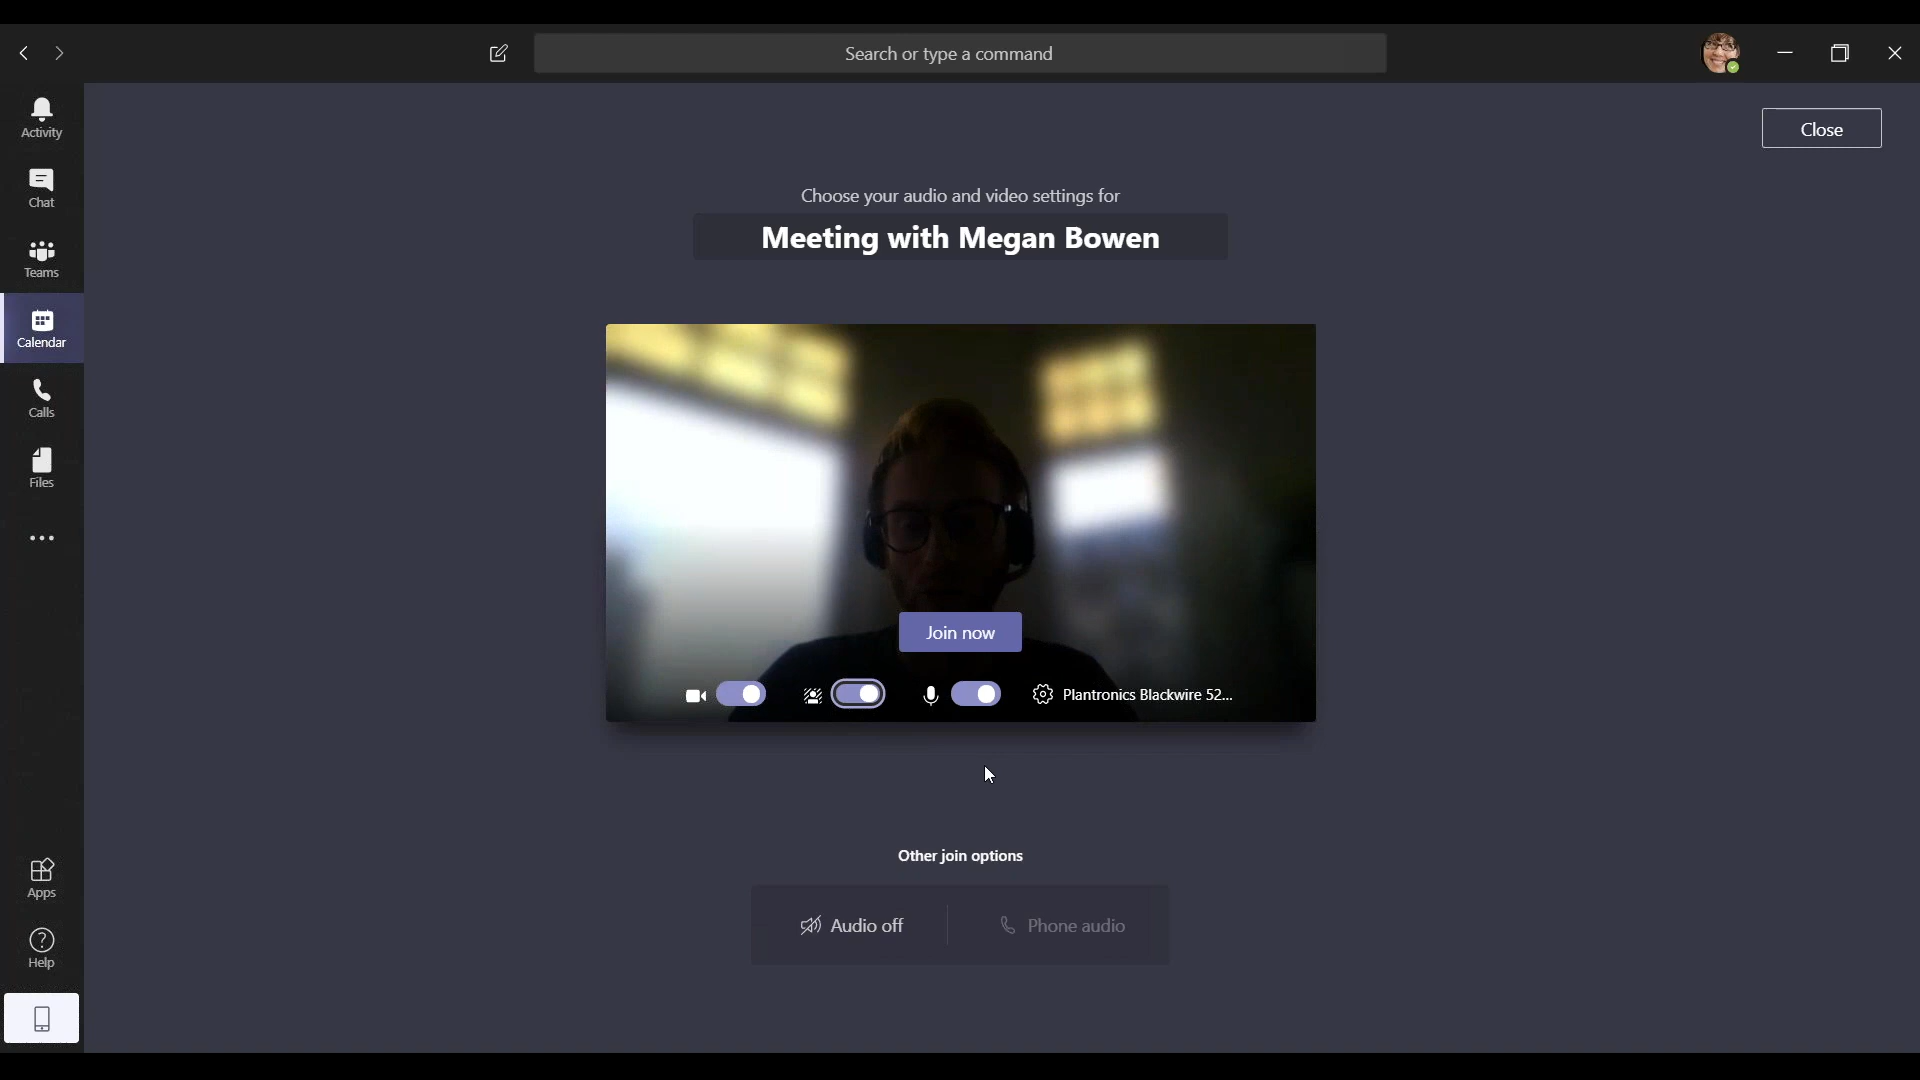 Search or type a command
Activity
Chat
Teams
Calendar
Calls
Files
Apps
Help
Close
Choose your audio and video settings for
Meeting with Megan Bowen
Join now
Plantronics Blackwire 52...
Other join options
Audio off
Phone audio